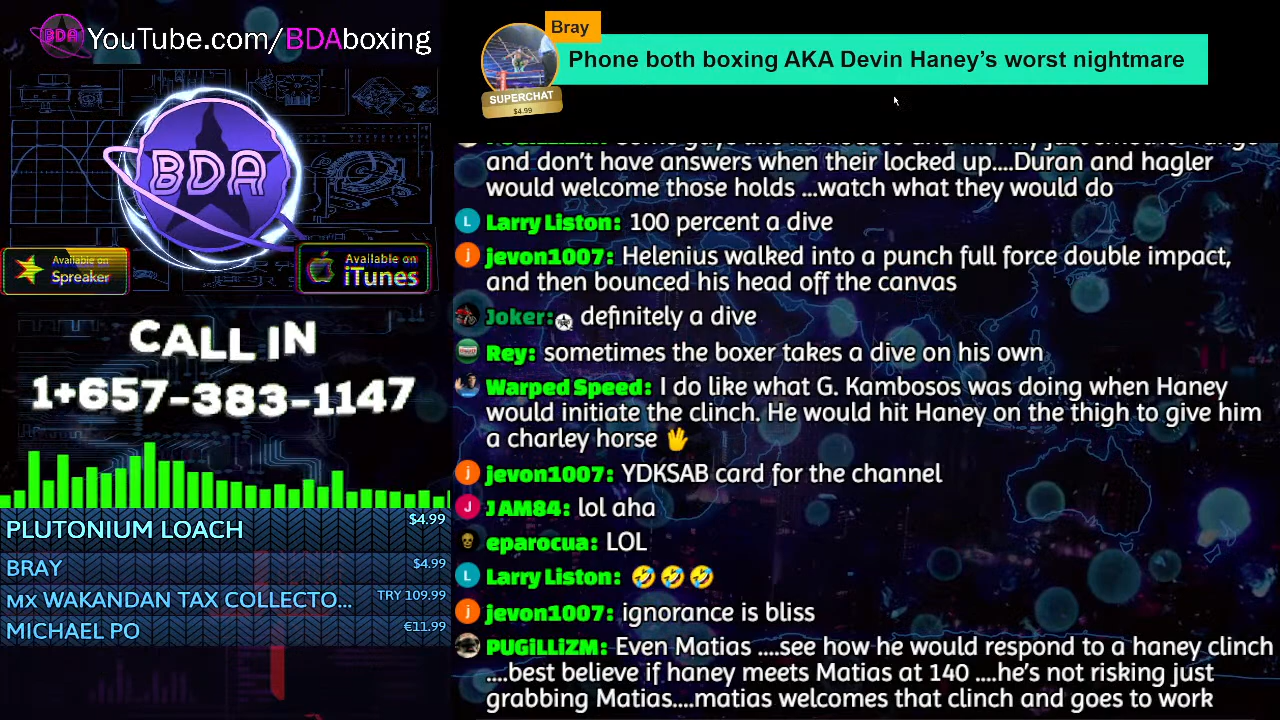 BDA YouTube.com/BDAboxing
BDA
Available on Spreaker
Available on iTunes
CALL IN
1+657-383-1147
PLUTONIUM LOACH $4.99
BRAY $4.99
MX WAKANDAN TAX COLLECTO... TRY 109.99
MICHAEL PO €11.99
Bray
Phone both boxing AKA Devin Haney’s worst nightmare
SUPERCHAT
$4.99
and don’t have answers when their locked up....Duran and hagler
would welcome those holds ...watch what they would do
L Larry Liston: 100 percent a dive
j jevon1007: Helenius walked into a punch full force double impact,
and then bounced his head off the canvas
Joker: definitely a dive
Rey: sometimes the boxer takes a dive on his own
Warped Speed: I do like what G. Kambosos was doing when Haney
would initiate the clinch. He would hit Haney on the thigh to give him
a charley horse 🖖
j jevon1007: YDKSAB card for the channel
J JAM84: lol aha
eparocua: LOL
L Larry Liston: 🤣🤣🤣
j jevon1007: ignorance is bliss
PUGiLLiZM: Even Matias ....see how he would respond to a haney clinch
....best believe if haney meets Matias at 140 ....he’s not risking just
grabbing Matias....matias welcomes that clinch and goes to work